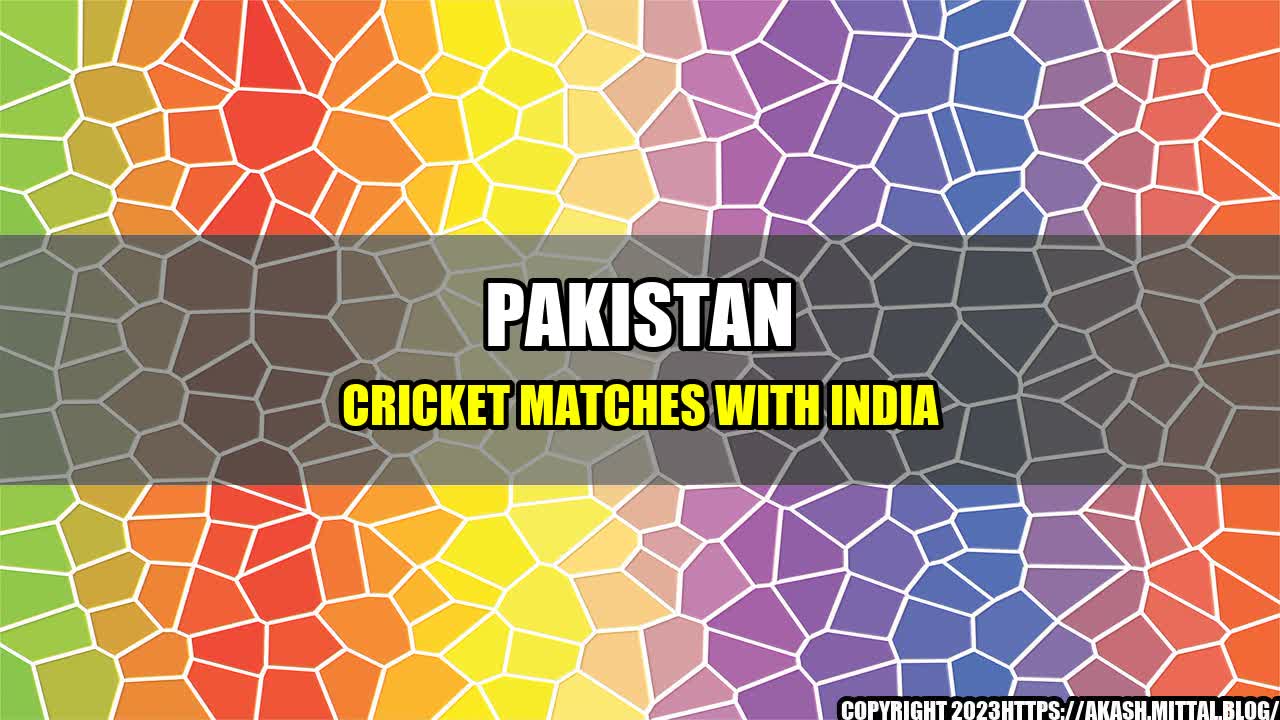 PAKISTAN
CRICKET MATCHES WITH INDIA
COPYRIGHT 2023HTTPS://AKASH.MITTAL.BLOG/